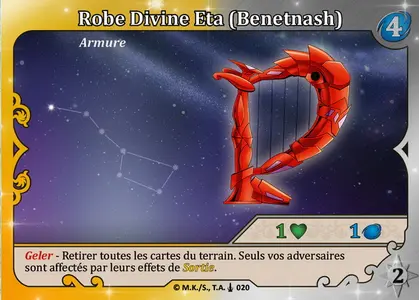 Robe Divine Eta (Benetnash)
4
Armure
1 1
Geler - Retirer toutes les cartes du terrain. Seuls vos adversaires
sont affectés par leurs effets de Sortie.
2
© M.K./S., T.A. 020